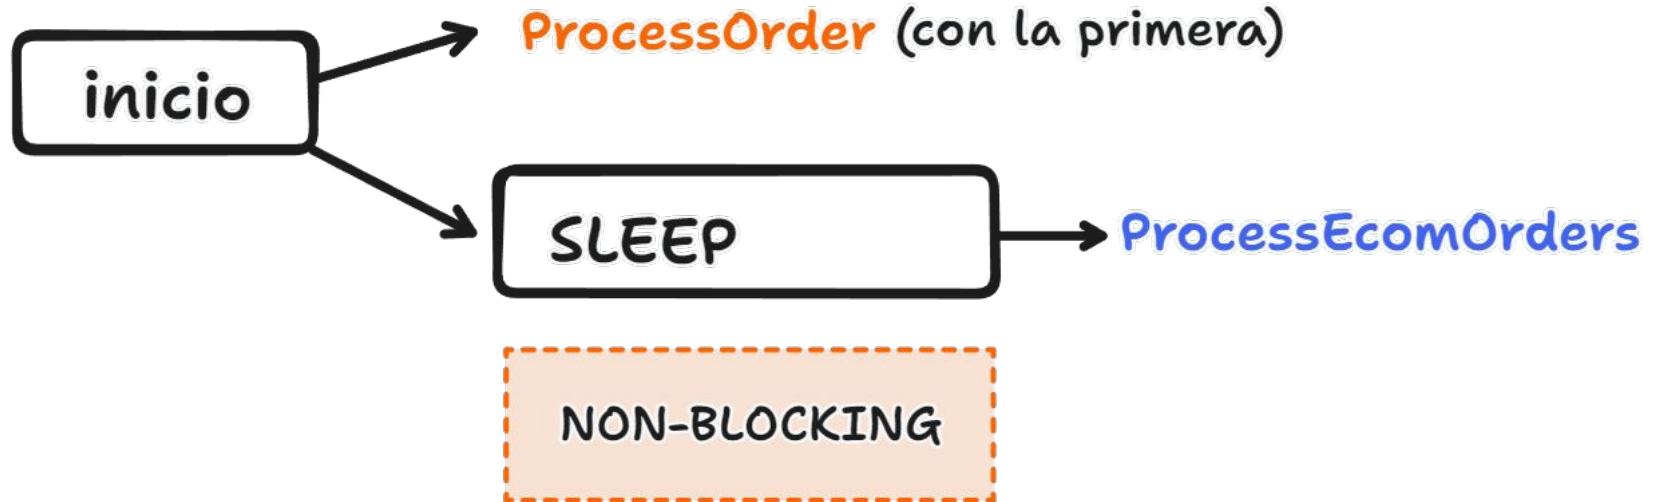 ProcessOrder (con la primera)
inicio
SLEEP
ProcessEcomOrders
NON-BLOCKING